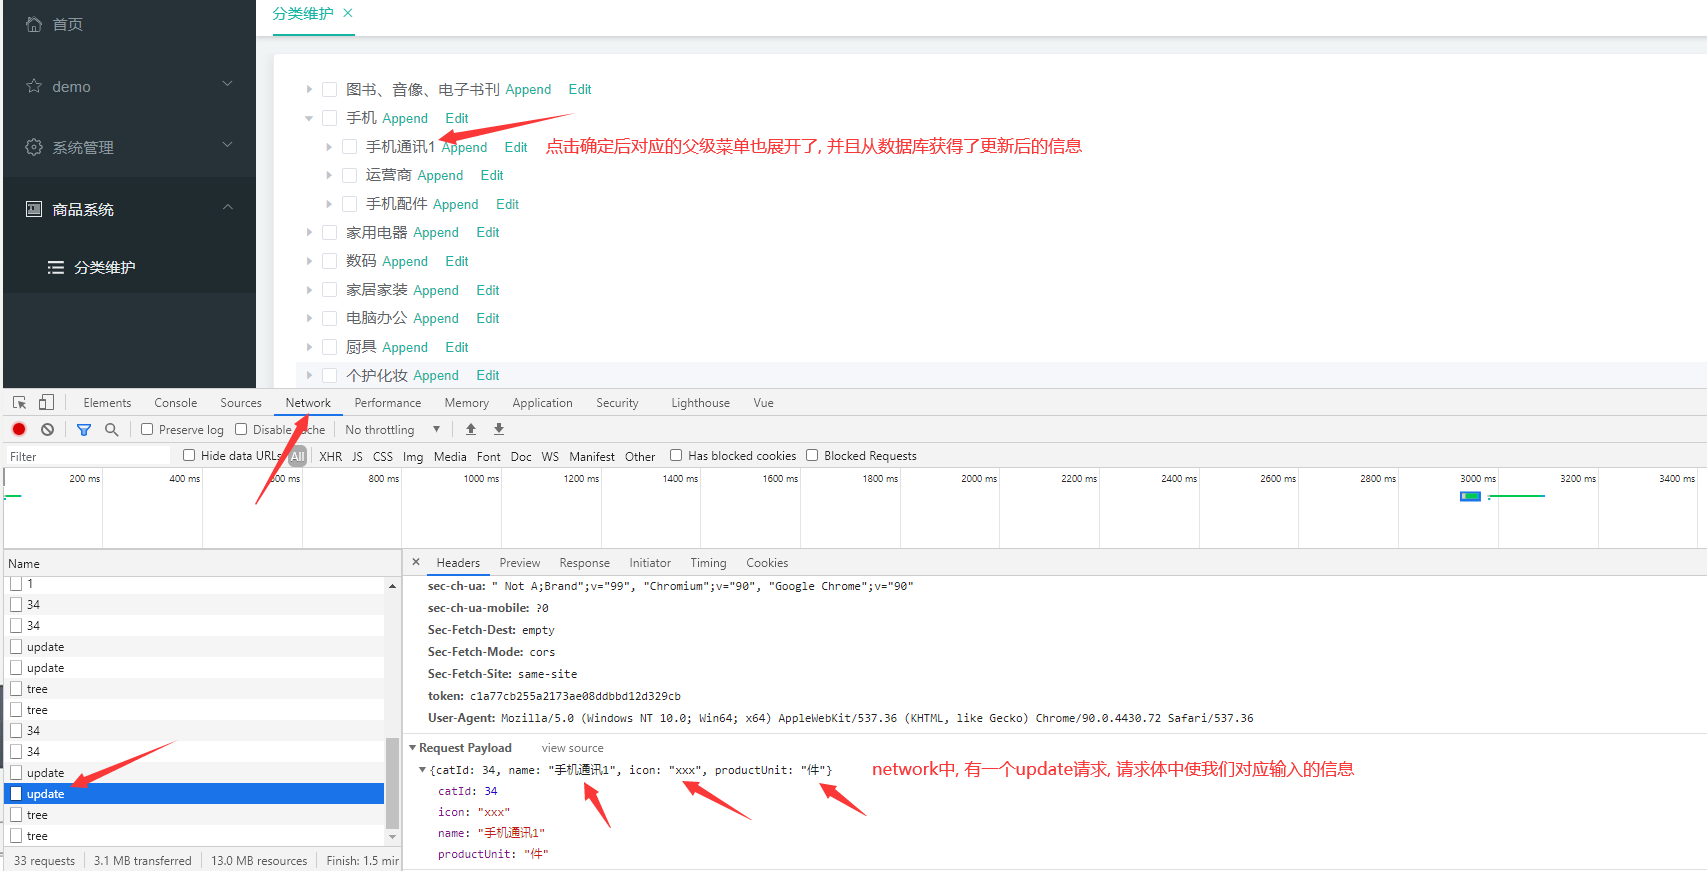 首页
demo
系统管理
商品系统
分类维护
分类维护 ×
图书、音像、电子书刊 Append Edit
手机 Append Edit
手机通讯1 Append Edit 点击确定后对应的父级菜单也展开了, 并且从数据库获得了更新后的信息
运营商 Append Edit
手机配件 Append Edit
家用电器 Append Edit
数码 Append Edit
家居家装 Append Edit
电脑办公 Append Edit
厨具 Append Edit
个护化妆 Append Edit
Elements Console Sources Network Performance Memory Application Security Lighthouse Vue
Preserve log Disable cache No throttling
Filter Hide data URLs All XHR JS CSS Img Media Font Doc WS Manifest Other Has blocked cookies Blocked Requests
200 ms 400 ms 600 ms 800 ms 1000 ms 1200 ms 1400 ms 1600 ms 1800 ms 2000 ms 2200 ms 2400 ms 2600 ms 2800 ms 3000 ms 3200 ms 3400 ms
Name
1
34
34
update
update
tree
tree
34
34
update
update
tree
tree
33 requests 3.1 MB transferred 13.0 MB resources Finish: 1.5 mir
× Headers Preview Response Initiator Timing Cookies
sec-ch-ua: " Not A;Brand";v="99", "Chromium";v="90", "Google Chrome";v="90"
sec-ch-ua-mobile: ?0
Sec-Fetch-Dest: empty
Sec-Fetch-Mode: cors
Sec-Fetch-Site: same-site
token: c1a77cb255a2173ae08ddbbd12d329cb
User-Agent: Mozilla/5.0 (Windows NT 10.0; Win64; x64) AppleWebKit/537.36 (KHTML, like Gecko) Chrome/90.0.4430.72 Safari/537.36
Request Payload view source
{catId: 34, name: "手机通讯1", icon: "xxx", productUnit: "件"} network中, 有一个update请求, 请求体中使我们对应输入的信息
catId: 34
icon: "xxx"
name: "手机通讯1"
productUnit: "件"